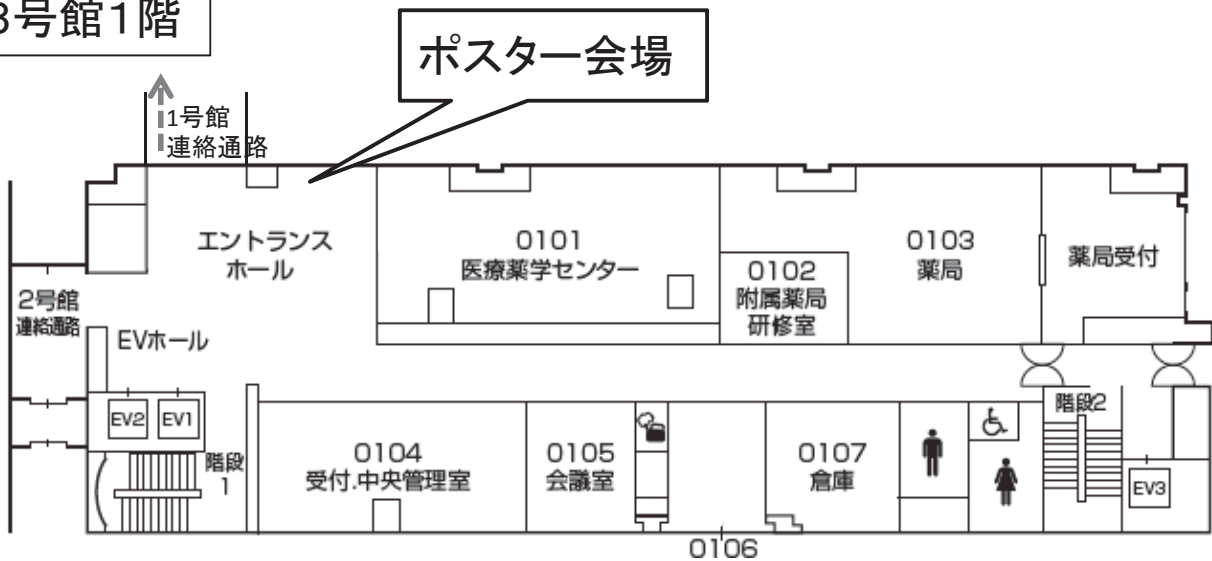 3号館1階
ポスター会場
1号館
連絡通路
エントランス
ホール
0101
医療薬学センター
0102
附属薬局
研修室
0103
薬局
薬局受付
2号館
連絡通路
EVホール
EV2
EV1
階段
1
0104
受付.中央管理室
0105
会議室
0106
0107
倉庫
階段2
EV3